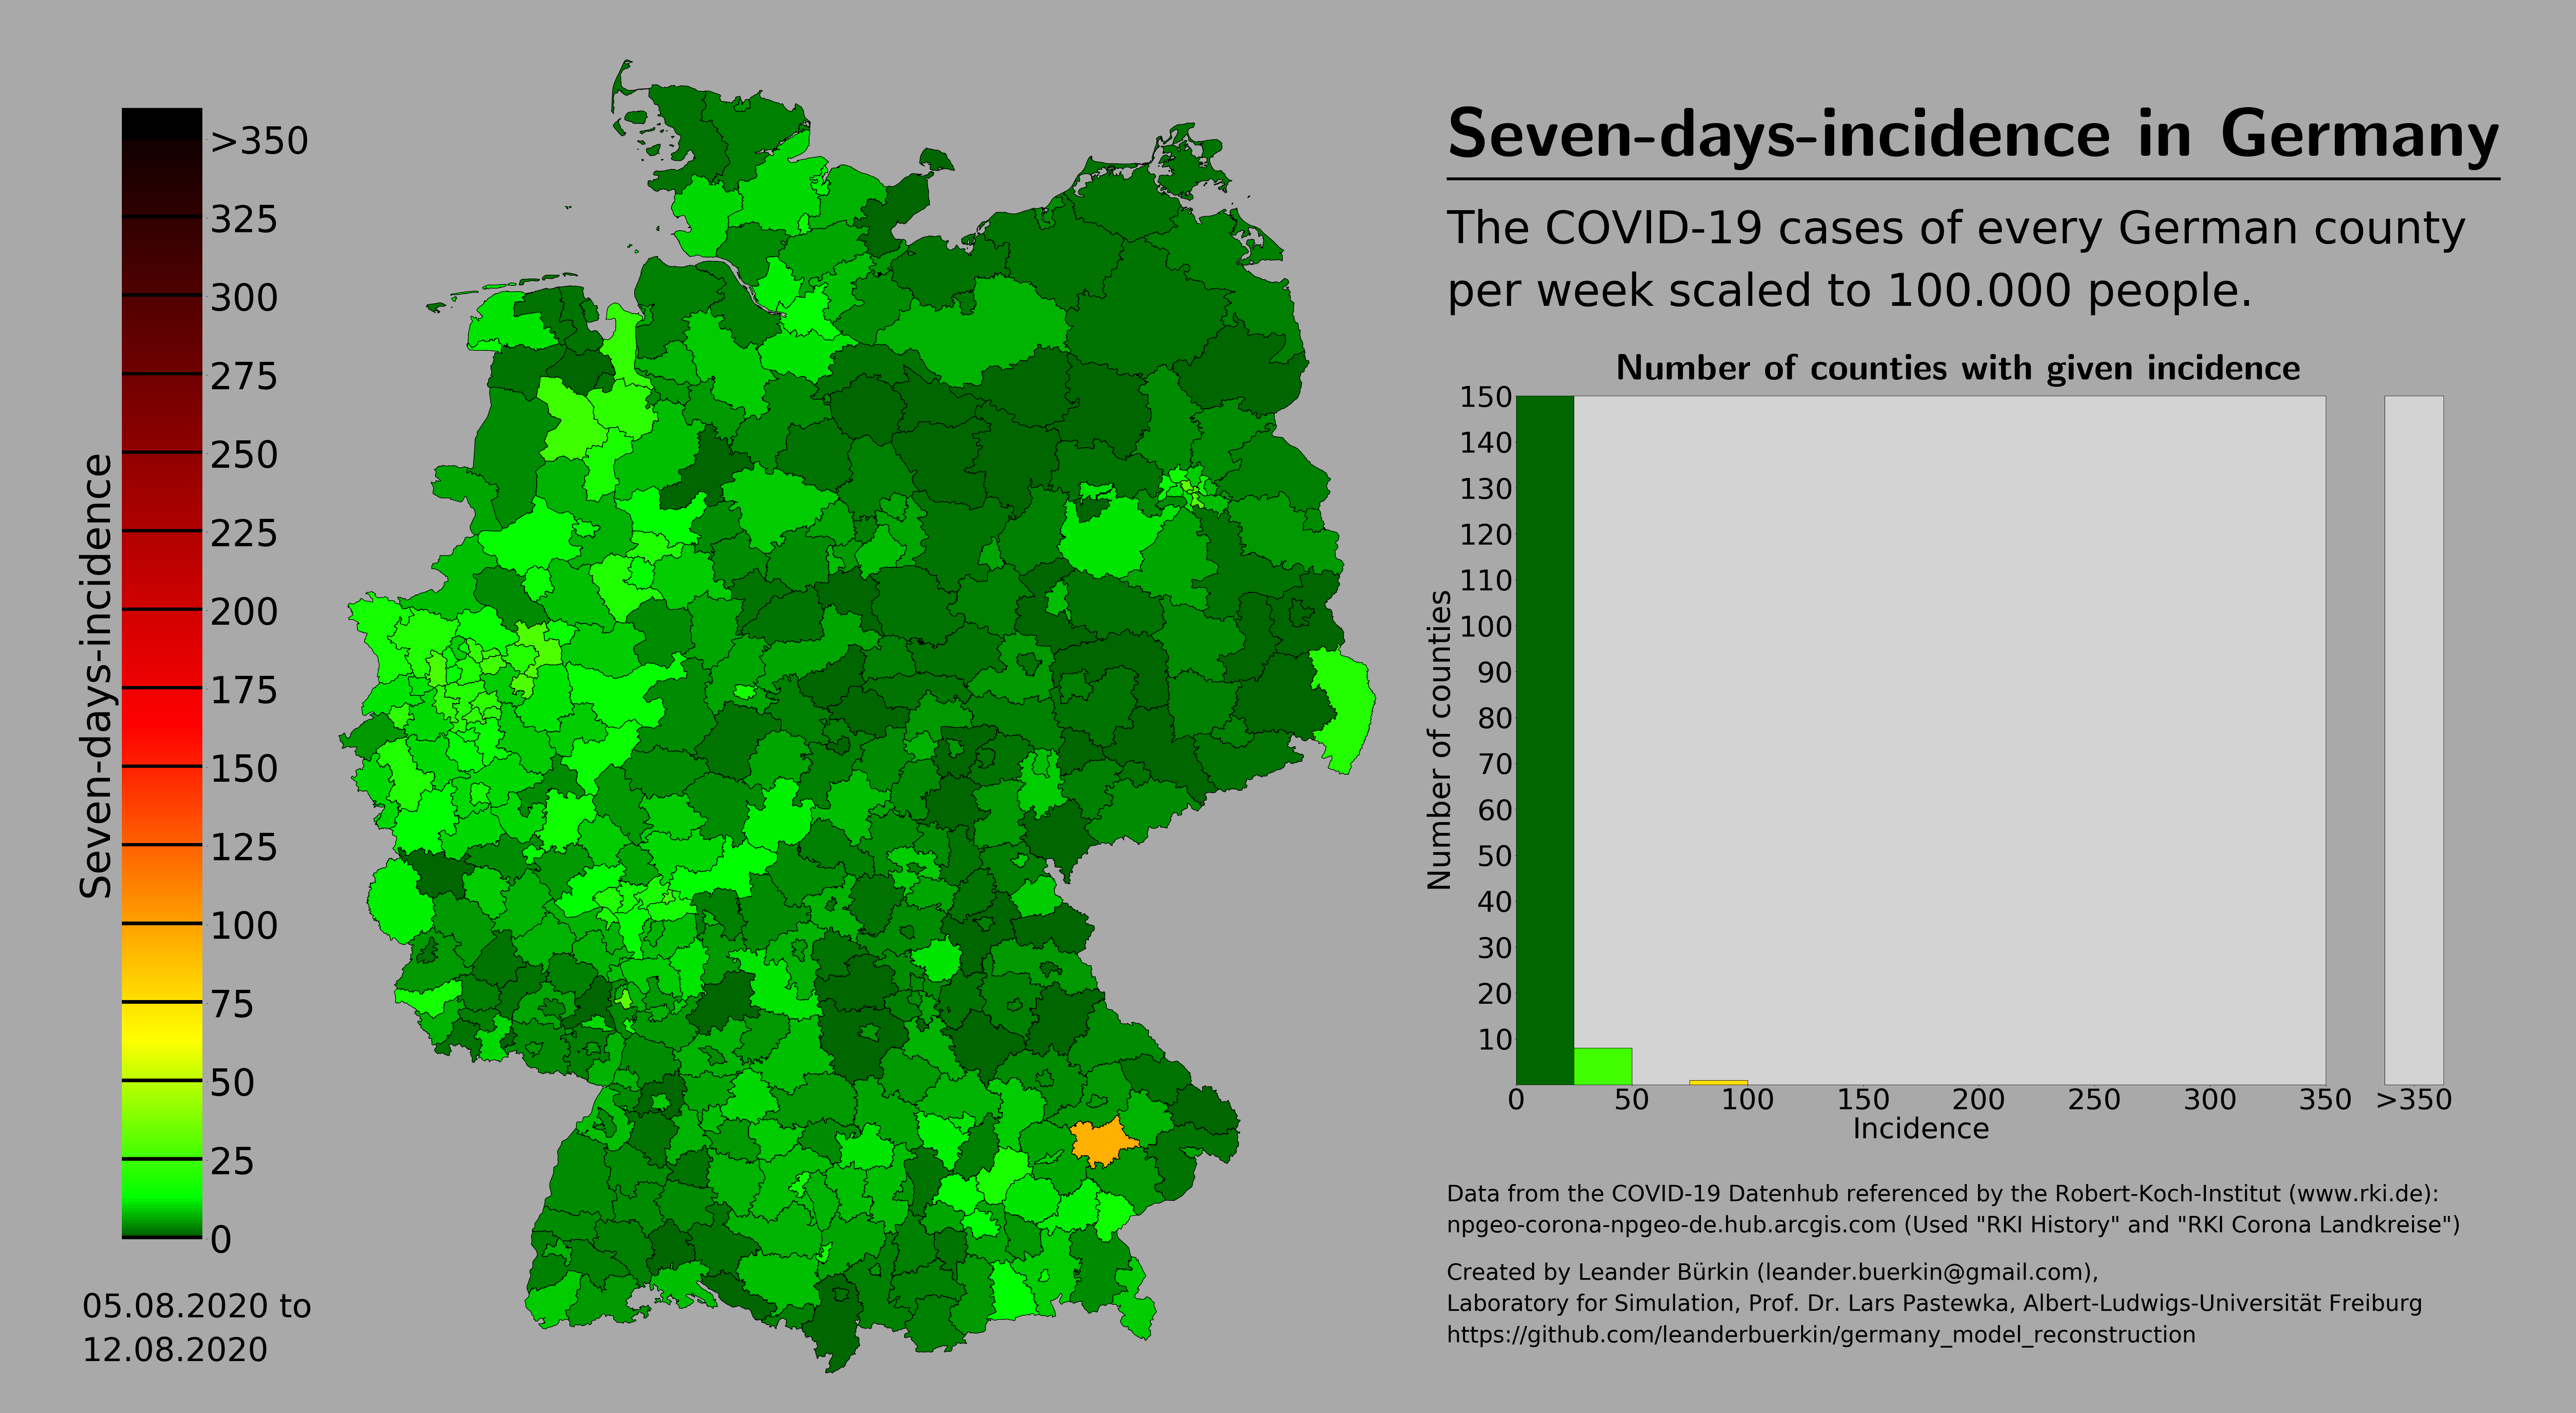 Seven-days-incidence in Germany
The COVID-19 cases of every German county
per week scaled to 100.000 people.
Seven-days-incidence
>350
325
300
275
250
225
200
175
150
125
100
75
50
25
0
05.08.2020 to
12.08.2020
Number of counties with given incidence
Number of counties
150
140
130
120
110
100
90
80
70
60
50
40
30
20
10
0 50 100 150 200 250 300 350 >350
Incidence
Data from the COVID-19 Datenhub referenced by the Robert-Koch-Institut (www.rki.de):
npgeo-corona-npgeo-de.hub.arcgis.com (Used "RKI History" and "RKI Corona Landkreise")
Created by Leander Bürkin (leander.buerkin@gmail.com),
Laboratory for Simulation, Prof. Dr. Lars Pastewka, Albert-Ludwigs-Universität Freiburg
https://github.com/leanderbuerkin/germany_model_reconstruction